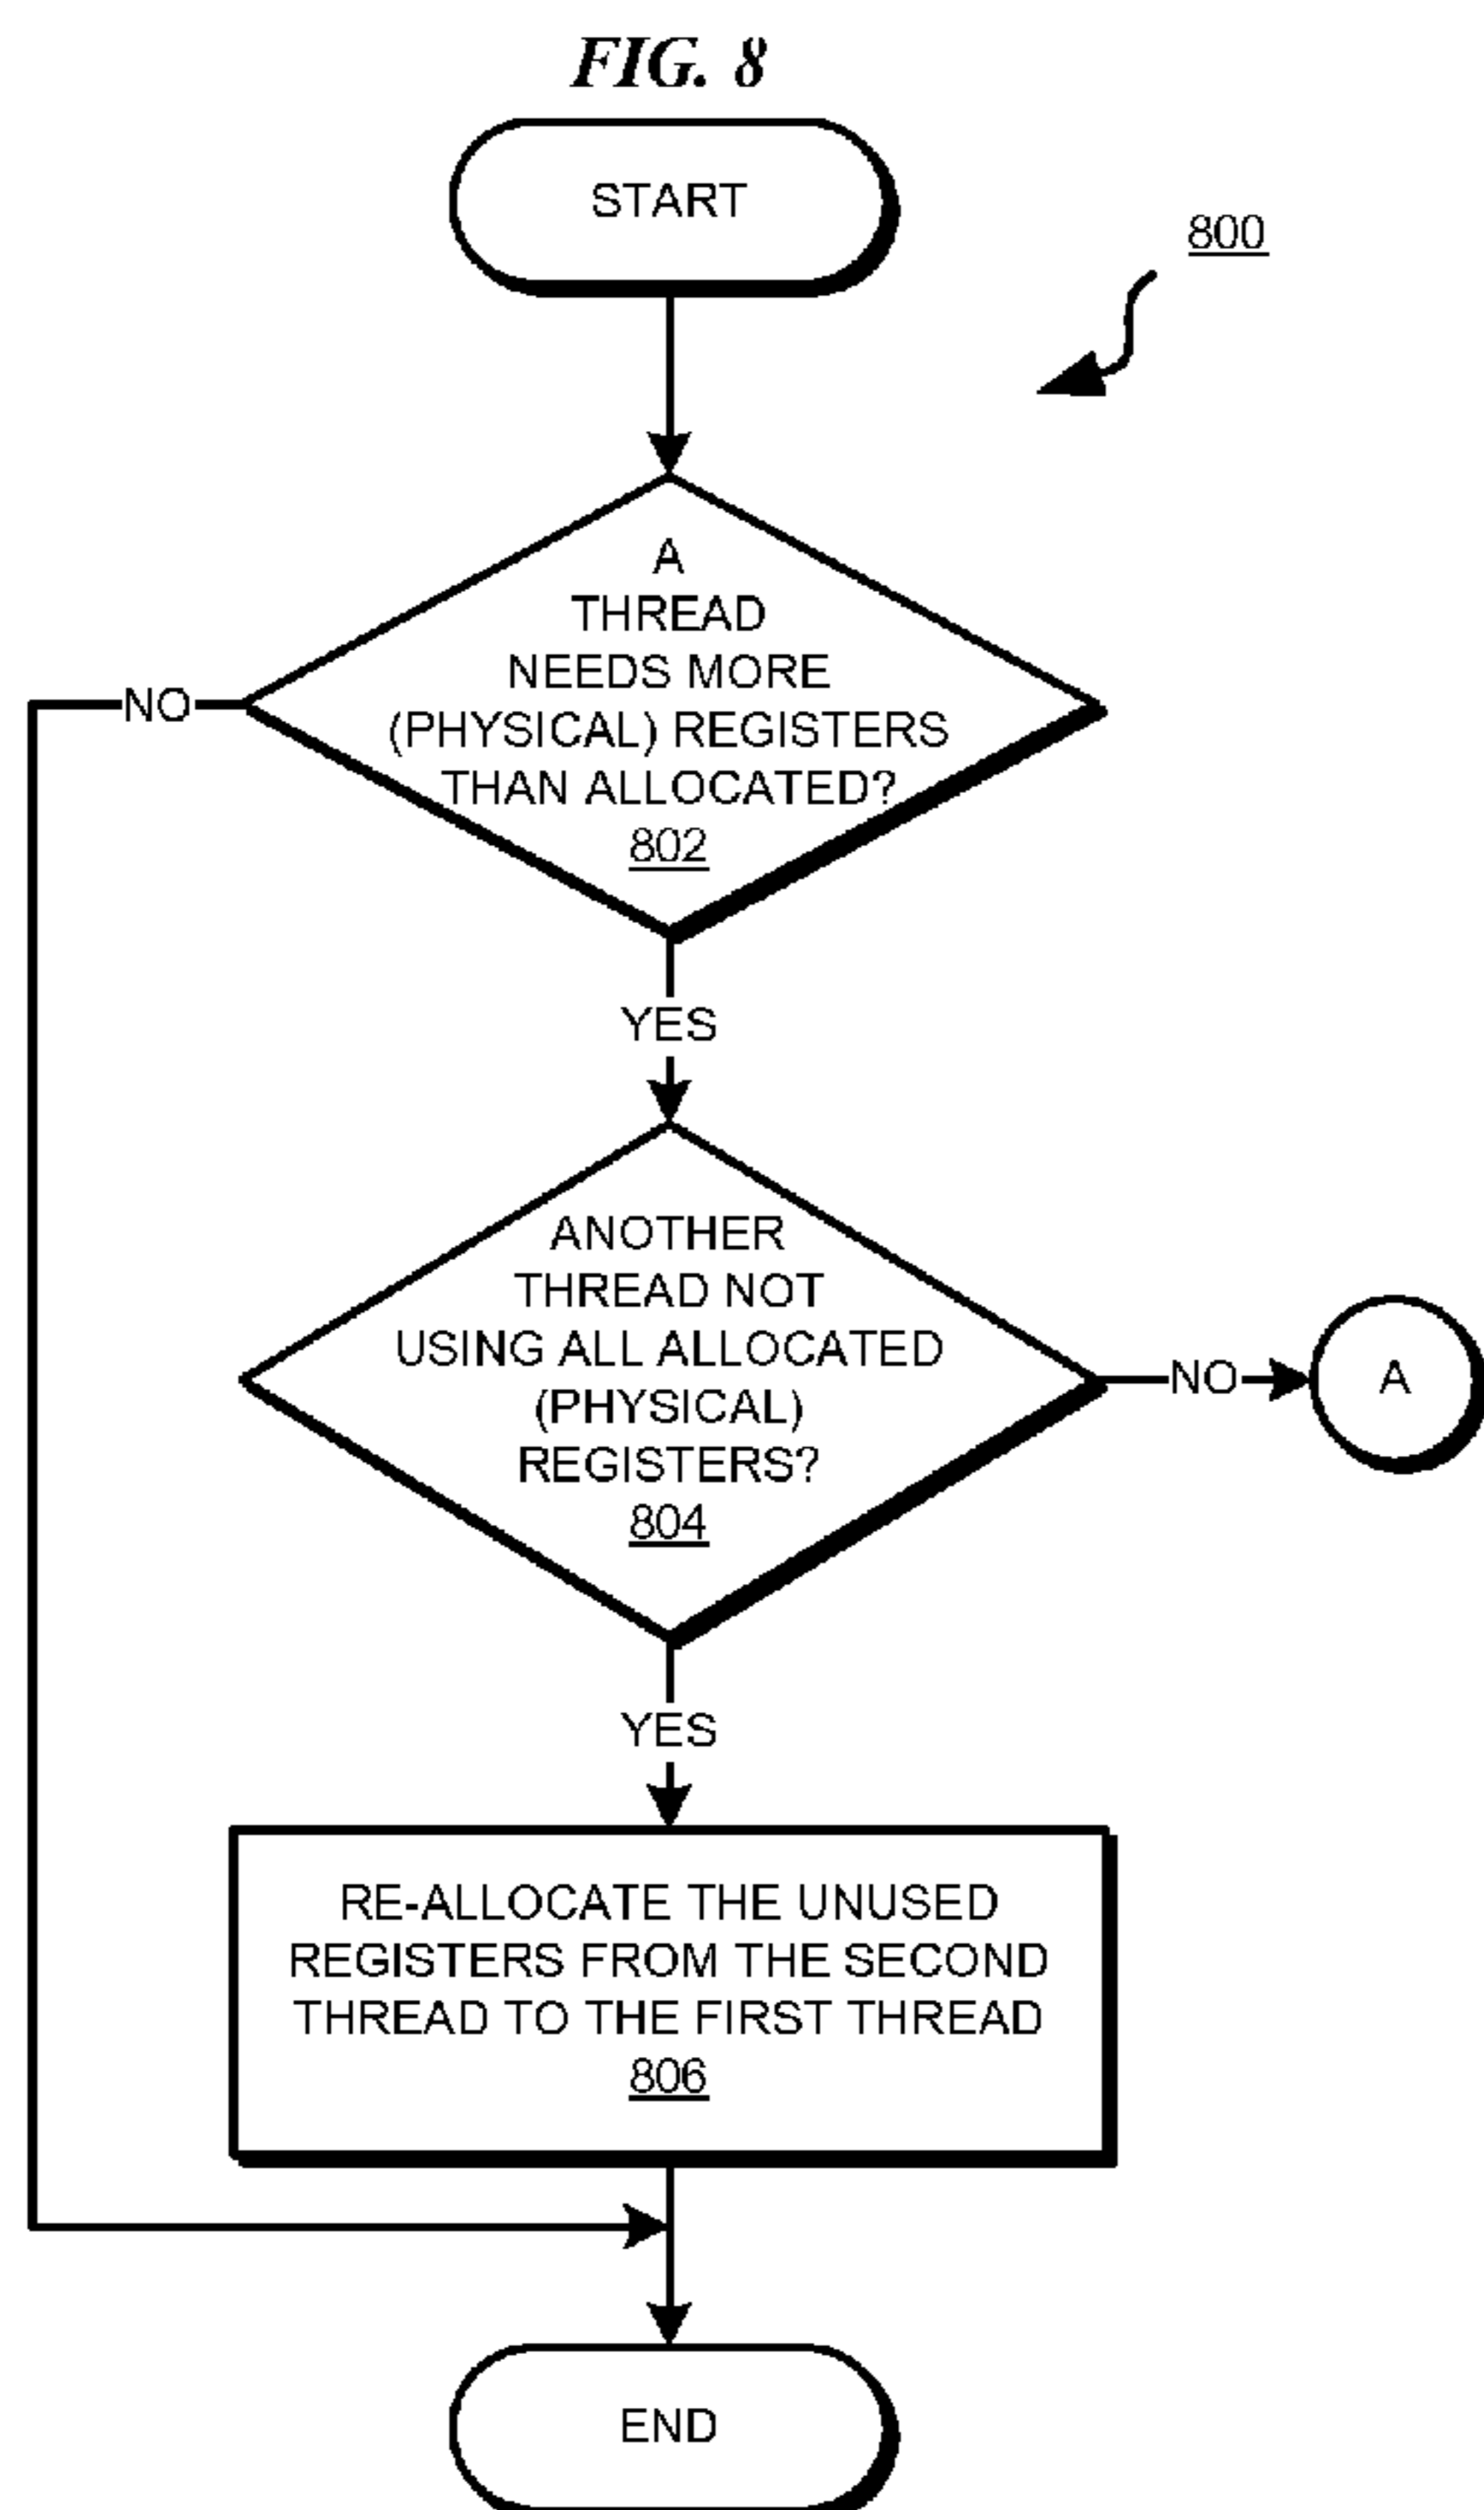 FIG. 8
START
800
A
THREAD
NEEDS MORE
(PHYSICAL) REGISTERS
THAN ALLOCATED?
802
NO
YES
ANOTHER
THREAD NOT
USING ALL ALLOCATED
(PHYSICAL)
REGISTERS?
804
NO
A
YES
RE-ALLOCATE THE UNUSED
REGISTERS FROM THE SECOND
THREAD TO THE FIRST THREAD
806
END